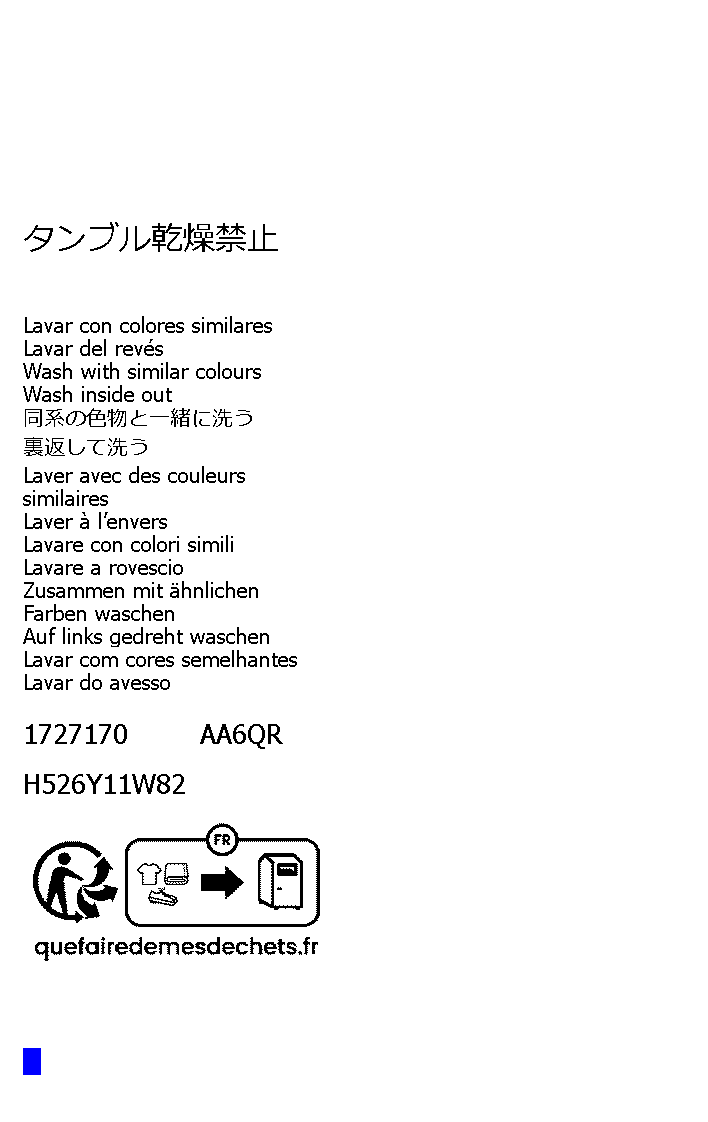 タンブル乾燥禁止
Lavar con colores similares
Lavar del revés
Wash with similar colours
Wash inside out
同系の色物と一緒に洗う
裏返して洗う
Laver avec des couleurs
similaires
Laver à l'envers
Lavare con colori simili
Lavare a rovescio
Zusammen mit ähnlichen
Farben waschen
Auf links gedreht waschen
Lavar com cores semelhantes
Lavar do avesso
1727170 AA6QR
H526Y11W82
FR
quefairedemesdechets.fr